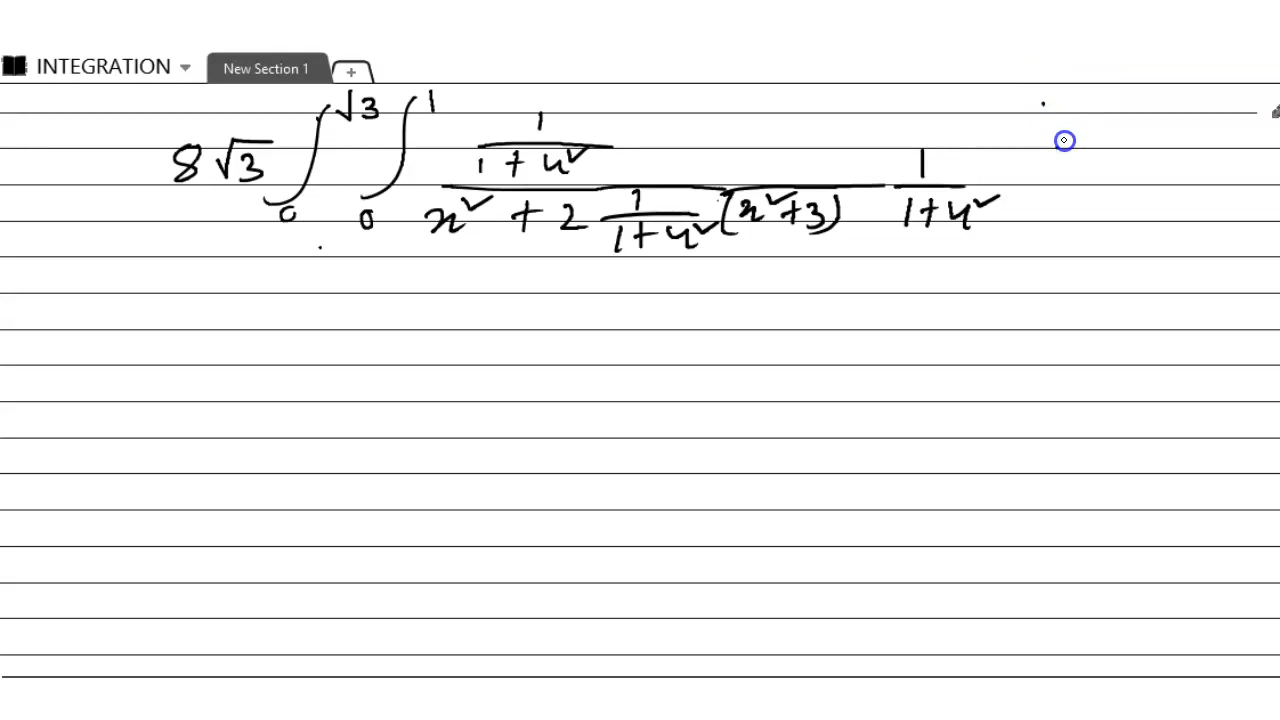 INTEGRATION New Section 1 +
8 √3 ∫₀^√3 ∫₀^1 (1/(1+u²))/(x² + 2 1/(1+u²) (x²+3)) 1/(1+u²)